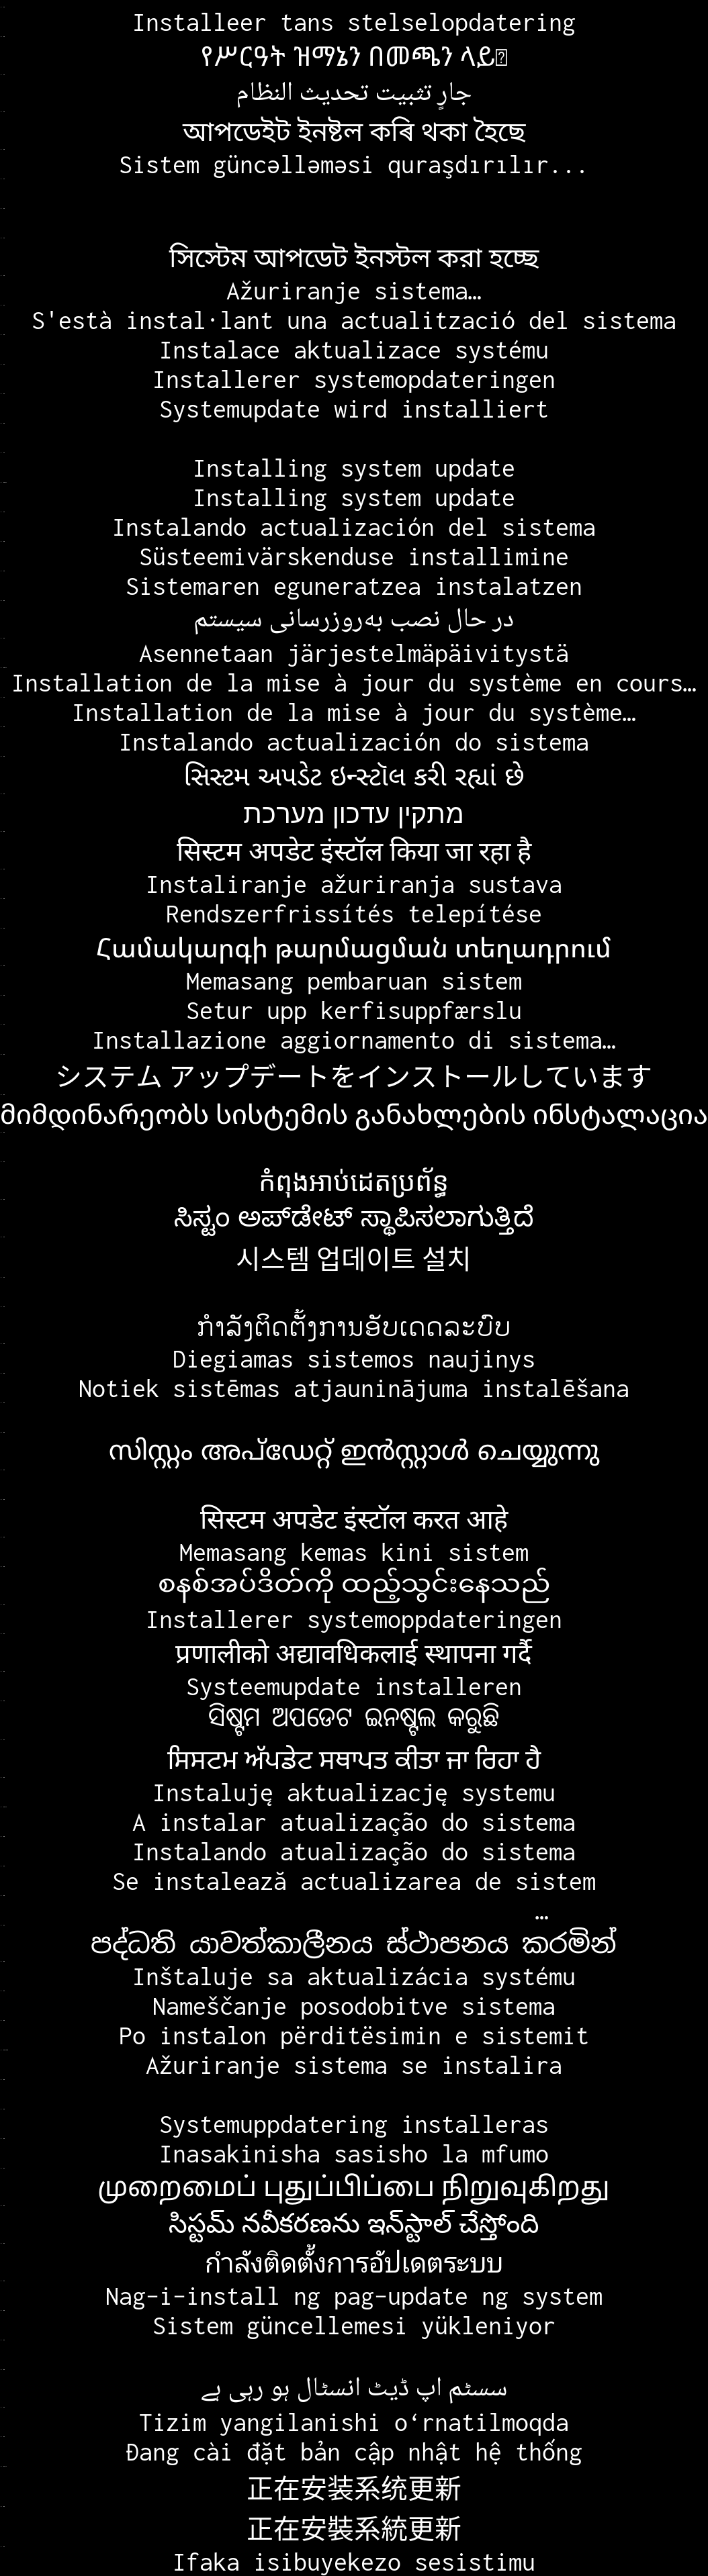 Installeer tans stelselopdatering
የሥርዓት ዝማኔን በመጫን ላይ
جارٍ تثبيت تحديث النظام
আপডেইট ইনষ্টল কৰি থকা হৈছে
Sistem güncəlləməsi quraşdırılır...
সিস্টেম আপডেট ইনস্টল করা হচ্ছে
Ažuriranje sistema…
S'està instal·lant una actualització del sistema
Instalace aktualizace systému
Installerer systemopdateringen
Systemupdate wird installiert
Installing system update
Installing system update
Instalando actualización del sistema
Süsteemivärskenduse installimine
Sistemaren eguneratzea instalatzen
در حال نصب به‌روزرسانی سیستم
Asennetaan järjestelmäpäivitystä
Installation de la mise à jour du système en cours…
Installation de la mise à jour du système…
Instalando actualización do sistema
સિસ્ટમ અપડેટ ઇન્સ્ટૉલ કરી રહ્યાં છે
מתקין עדכון מערכת
सिस्टम अपडेट इंस्टॉल किया जा रहा है
Instaliranje ažuriranja sustava
Rendszerfrissítés telepítése
Համակարգի թարմացման տեղադրում
Memasang pembaruan sistem
Setur upp kerfisuppfærslu
Installazione aggiornamento di sistema…
システム アップデートをインストールしています
მიმდინარეობს სისტემის განახლების ინსტალაცია
កំពុងអាប់ដេតប្រព័ន្ធ
ಸಿಸ್ಟಂ ಅಪ್‌ಡೇಟ್‌ ಸ್ಥಾಪಿಸಲಾಗುತ್ತಿದೆ
시스템 업데이트 설치
ກຳລັງຕິດຕັ້ງການອັບເດດລະບົບ
Diegiamas sistemos naujinys
Notiek sistēmas atjauninājuma instalēšana
സിസ്റ്റം അപ്‌ഡേറ്റ് ഇൻസ്റ്റാൾ ചെയ്യുന്നു
सिस्टम अपडेट इंस्टॉल करत आहे
Memasang kemas kini sistem
စနစ်အပ်ဒိတ်ကို ထည့်သွင်းနေသည်
Installerer systemoppdateringen
प्रणालीको अद्यावधिकलाई स्थापना गर्दै
Systeemupdate installeren
ସିଷ୍ଟମ ଅପଡେଟ ଇନଷ୍ଟଲ କରୁଛି
ਸਿਸਟਮ ਅੱਪਡੇਟ ਸਥਾਪਤ ਕੀਤਾ ਜਾ ਰਿਹਾ ਹੈ
Instaluję aktualizację systemu
A instalar atualização do sistema
Instalando atualização do sistema
Se instalează actualizarea de sistem
…
පද්ධති යාවත්කාලීනය ස්ථාපනය කරමින්
Inštaluje sa aktualizácia systému
Nameščanje posodobitve sistema
Po instalon përditësimin e sistemit
Ažuriranje sistema se instalira
Systemuppdatering installeras
Inasakinisha sasisho la mfumo
முறைமைப் புதுப்பிப்பை நிறுவுகிறது
సిస్టమ్ నవీకరణను ఇన్‍స్టాల్ చేస్తోంది
กำลังติดตั้งการอัปเดตระบบ
Nag-i-install ng pag-update ng system
Sistem güncellemesi yükleniyor
سسٹم اپ ڈیٹ انسٹال ہو رہی ہے
Tizim yangilanishi o‘rnatilmoqda
Đang cài đặt bản cập nhật hệ thống
正在安装系统更新
正在安裝系統更新
Ifaka isibuyekezo sesistimu